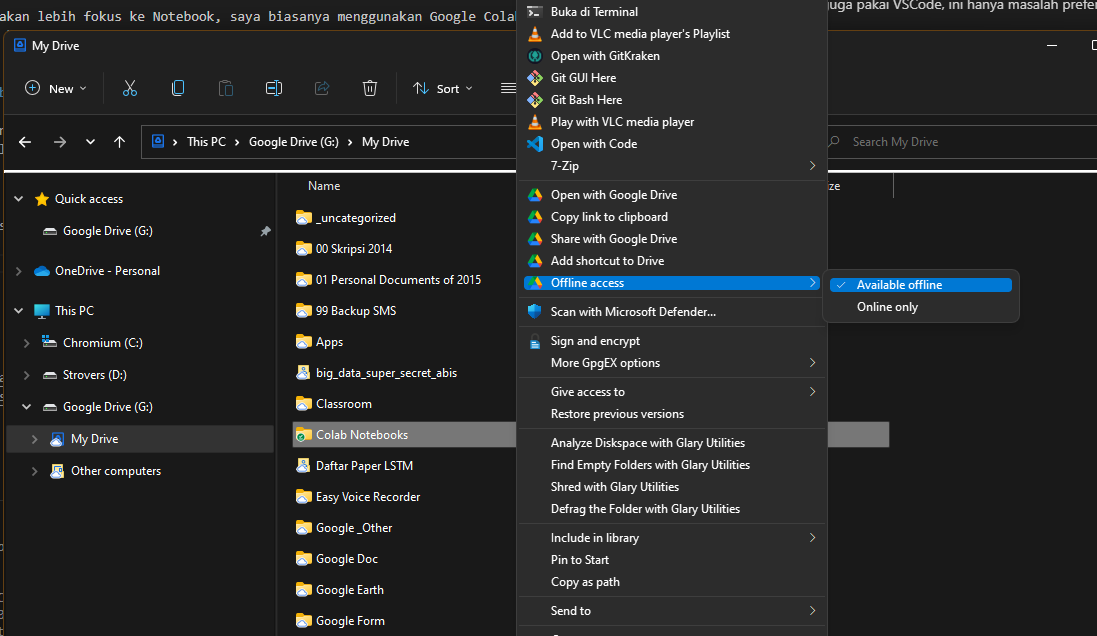 akan lebih fokus ke Notebook, saya biasanya menggunakan Google Colab
juga pakai VSCode, ini hanya masalah prefer
My Drive
New
Sort
This PC > Google Drive (G:) > My Drive
Search My Drive
Quick access
Google Drive (G:)
OneDrive - Personal
This PC
Chromium (C:)
Strovers (D:)
Google Drive (G:)
My Drive
Other computers
Name
_uncategorized
00 Skripsi 2014
01 Personal Documents of 2015
99 Backup SMS
Apps
big_data_super_secret_abis
Classroom
Colab Notebooks
Daftar Paper LSTM
Easy Voice Recorder
Google _Other
Google Doc
Google Earth
Google Form
Buka di Terminal
Add to VLC media player's Playlist
Open with GitKraken
Git GUI Here
Git Bash Here
Play with VLC media player
Open with Code
7-Zip
Open with Google Drive
Copy link to clipboard
Share with Google Drive
Add shortcut to Drive
Offline access
Scan with Microsoft Defender...
Sign and encrypt
More GpgEX options
Give access to
Restore previous versions
Analyze Diskspace with Glary Utilities
Find Empty Folders with Glary Utilities
Shred with Glary Utilities
Defrag the Folder with Glary Utilities
Include in library
Pin to Start
Copy as path
Send to
ze
Available offline
Online only